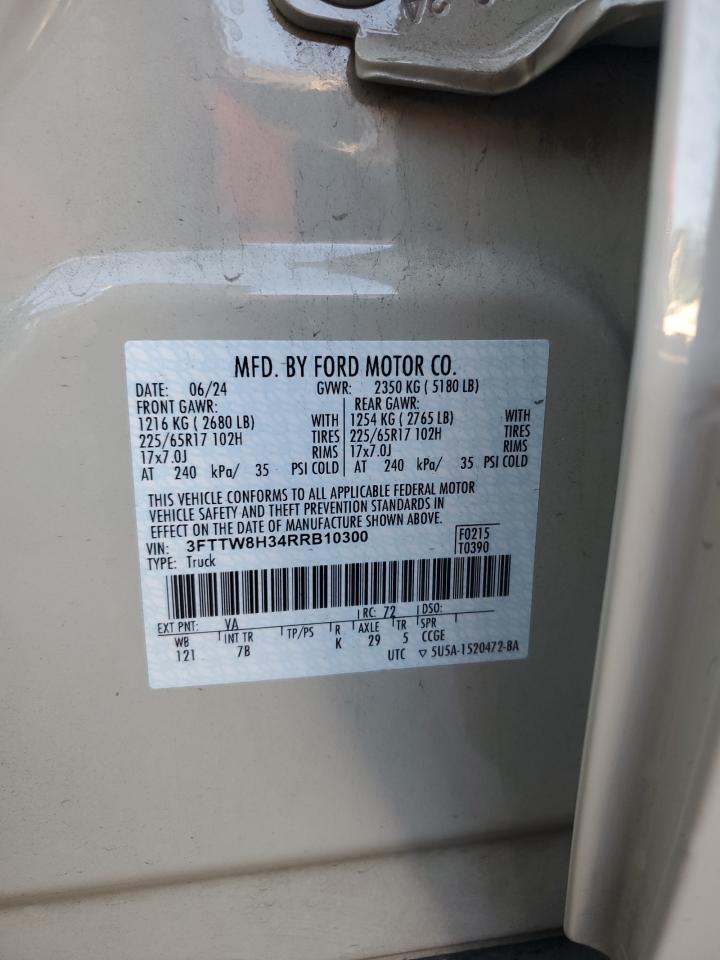 MFD. BY FORD MOTOR CO.
DATE: 06/24 GVWR: 2350 KG ( 5180 LB)
FRONT GAWR: REAR GAWR:
1216 KG ( 2680 LB) WITH 1254 KG ( 2765 LB) WITH
225/65R17 102H TIRES 225/65R17 102H TIRES
17x7.0J RIMS 17x7.0J RIMS
AT 240 kPa/ 35 PSI COLD AT 240 kPa/ 35 PSI COLD
THIS VEHICLE CONFORMS TO ALL APPLICABLE FEDERAL MOTOR
VEHICLE SAFETY AND THEFT PREVENTION STANDARDS IN
EFFECT ON THE DATE OF MANUFACTURE SHOWN ABOVE.
VIN: 3FTTW8H34RRB10300 F0215
TYPE: Truck T0390
EXT PNT: VA RC: 72 DSO:
WB INT TR TP/PS R AXLE TR SPR
121 7B K 29 5 CCGE
UTC ▽ 5U5A-1520472-BA